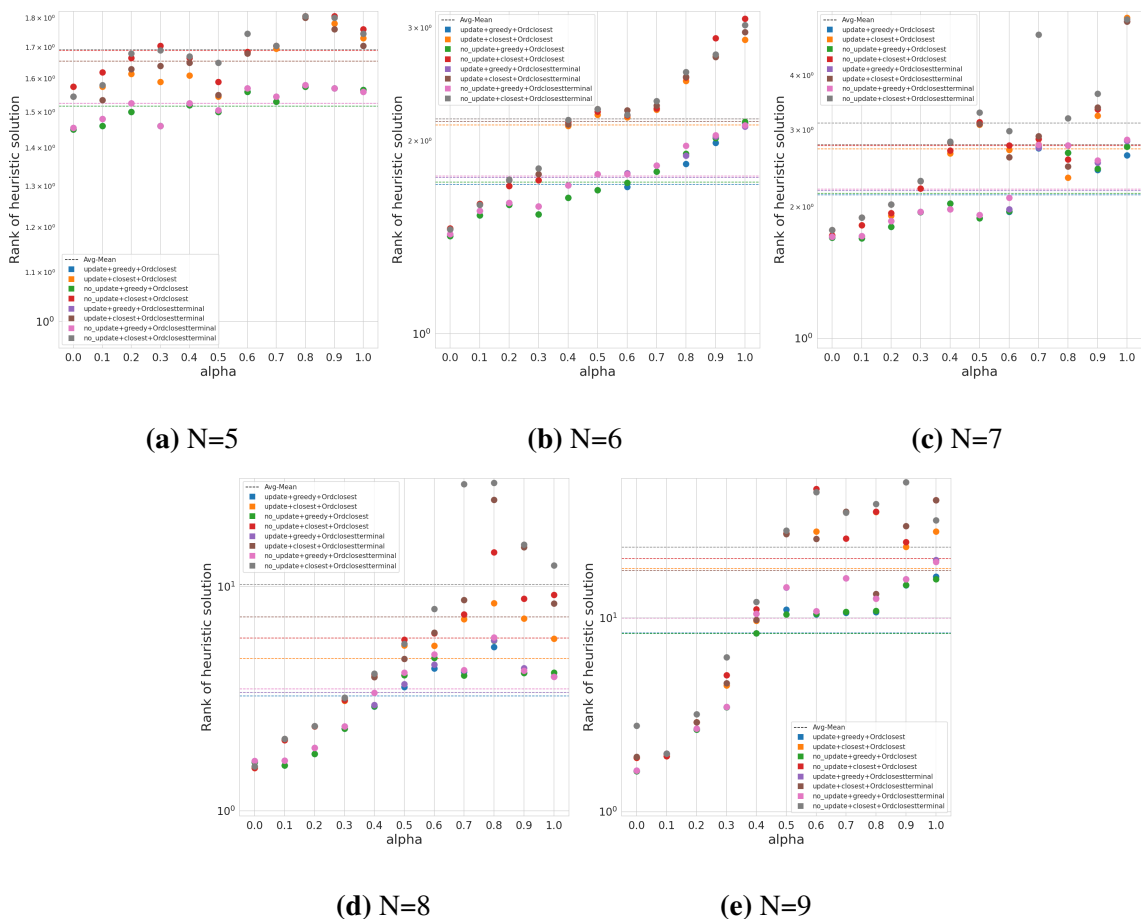 1.8 × 10⁰
1.7 × 10⁰
1.6 × 10⁰
1.5 × 10⁰
1.4 × 10⁰
1.3 × 10⁰
1.2 × 10⁰
1.1 × 10⁰
10⁰
Rank of heuristic solution
Avg-Mean
update+greedy+Ordclosest
update+closest+Ordclosest
no_update+greedy+Ordclosest
no_update+closest+Ordclosest
update+greedy+Ordclosestterminal
update+closest+Ordclosestterminal
no_update+greedy+Ordclosestterminal
no_update+closest+Ordclosestterminal
0.0 0.1 0.2 0.3 0.4 0.5 0.6 0.7 0.8 0.9 1.0
alpha
(a) N=5
3 × 10⁰
2 × 10⁰
10⁰
Rank of heuristic solution
Avg-Mean
update+greedy+Ordclosest
update+closest+Ordclosest
no_update+greedy+Ordclosest
no_update+closest+Ordclosest
update+greedy+Ordclosestterminal
update+closest+Ordclosestterminal
no_update+greedy+Ordclosestterminal
no_update+closest+Ordclosestterminal
0.0 0.1 0.2 0.3 0.4 0.5 0.6 0.7 0.8 0.9 1.0
alpha
(b) N=6
4 × 10⁰
3 × 10⁰
2 × 10⁰
10⁰
Rank of heuristic solution
Avg-Mean
update+greedy+Ordclosest
update+closest+Ordclosest
no_update+greedy+Ordclosest
no_update+closest+Ordclosest
update+greedy+Ordclosestterminal
update+closest+Ordclosestterminal
no_update+greedy+Ordclosestterminal
no_update+closest+Ordclosestterminal
0.0 0.1 0.2 0.3 0.4 0.5 0.6 0.7 0.8 0.9 1.0
alpha
(c) N=7
10¹
10⁰
Rank of heuristic solution
Avg-Mean
update+greedy+Ordclosest
update+closest+Ordclosest
no_update+greedy+Ordclosest
no_update+closest+Ordclosest
update+greedy+Ordclosestterminal
update+closest+Ordclosestterminal
no_update+greedy+Ordclosestterminal
no_update+closest+Ordclosestterminal
0.0 0.1 0.2 0.3 0.4 0.5 0.6 0.7 0.8 0.9 1.0
alpha
(d) N=8
10¹
10⁰
Rank of heuristic solution
Avg-Mean
update+greedy+Ordclosest
update+closest+Ordclosest
no_update+greedy+Ordclosest
no_update+closest+Ordclosest
update+greedy+Ordclosestterminal
update+closest+Ordclosestterminal
no_update+greedy+Ordclosestterminal
no_update+closest+Ordclosestterminal
0.0 0.1 0.2 0.3 0.4 0.5 0.6 0.7 0.8 0.9 1.0
alpha
(e) N=9